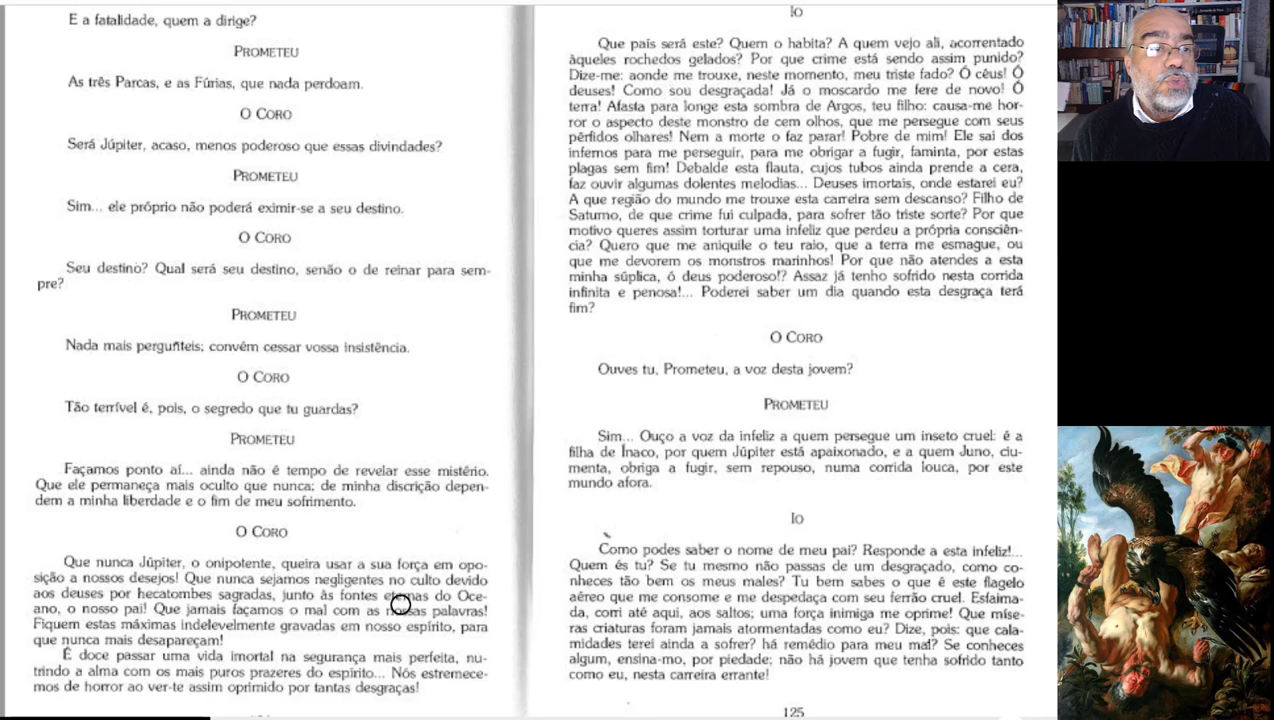 E a fatalidade, quem a dirige?
PROMETEU
As três Parcas, e as Fúrias, que nada perdoam.
O CORO
Será Júpiter, acaso, menos poderoso que essas divindades?
PROMETEU
Sim... ele próprio não poderá eximir-se a seu destino.
O CORO
Seu destino? Qual será seu destino, senão o de reinar para sem-
pre?
PROMETEU
Nada mais pergunteis; convém cessar vossa insistência.
O CORO
Tão terrível é, pois, o segredo que tu guardas?
PROMETEU
Façamos ponto aí... ainda não é tempo de revelar esse mistério.
Que ele permaneça mais oculto que nunca; de minha discrição depen-
dem a minha liberdade e o fim de meu sofrimento.
O CORO
Que nunca Júpiter, o onipotente, queira usar a sua força em opo-
sição a nossos desejos! Que nunca sejamos negligentes no culto devido
aos deuses por hecatombes sagradas, junto às fontes eternas do Oce-
ano, o nosso pai! Que jamais façamos o mal com as nossas palavras!
Fiquem estas máximas indelevelmente gravadas em nosso espírito, para
que nunca mais desapareçam!
É doce passar uma vida imortal na segurança mais perfeita, nu-
trindo a alma com os mais puros prazeres do espírito... Nós estremece-
mos de horror ao ver-te assim oprimido por tantas desgraças!
IO
Que país será este? Quem o habita? A quem vejo ali, acorrentado
àqueles rochedos gelados? Por que crime está sendo assim punido?
Dize-me: aonde me trouxe, neste momento, meu triste fado? Ó céus! Ó
deuses! Como sou desgraçada! Já o moscardo me fere de novo! Ó
terra! Afasta para longe esta sombra de Argos, teu filho: causa-me hor-
ror o aspecto deste monstro de cem olhos, que me persegue com seus
pérfidos olhares! Nem a morte o faz parar! Pobre de mim! Ele sai dos
infernos para me perseguir, para me obrigar a fugir, faminta, por estas
plagas sem fim! Debalde esta flauta, cujos tubos ainda prende a cera,
faz ouvir algumas dolentes melodias... Deuses imortais, onde estarei eu?
A que região do mundo me trouxe esta carreira sem descanso? Filho de
Saturno, de que crime fui culpada, para sofrer tão triste sorte? Por que
motivo queres assim torturar uma infeliz que perdeu a própria consciên-
cia? Quero que me aniquile o teu raio, que a terra me esmague, ou
que me devorem os monstros marinhos! Por que não atendes a esta
minha súplica, ó deus poderoso!? Assaz já tenho sofrido nesta corrida
infinita e penosa!... Poderei saber um dia quando esta desgraça terá
fim?
O CORO
Ouves tu, Prometeu, a voz desta jovem?
PROMETEU
Sim... Ouço a voz da infeliz a quem persegue um inseto cruel: é a
filha de Ínaco, por quem Júpiter está apaixonado, e a quem Juno, ciu-
menta, obriga a fugir, sem repouso, numa corrida louca, por este
mundo afora.
IO
Como podes saber o nome de meu pai? Responde a esta infeliz!...
Quem és tu? Se tu mesmo não passas de um desgraçado, como co-
nheces tão bem os meus males? Tu bem sabes o que é este flagelo
aéreo que me consome e me despedaça com seu ferrão cruel. Esfaima-
da, corri até aqui, aos saltos; uma força inimiga me oprime! Que míse-
ras criaturas foram jamais atormentadas como eu? Dize, pois: que cala-
midades terei ainda a sofrer? há remédio para meu mal? Se conheces
algum, ensina-mo, por piedade; não há jovem que tenha sofrido tanto
como eu, nesta carreira errante!
125